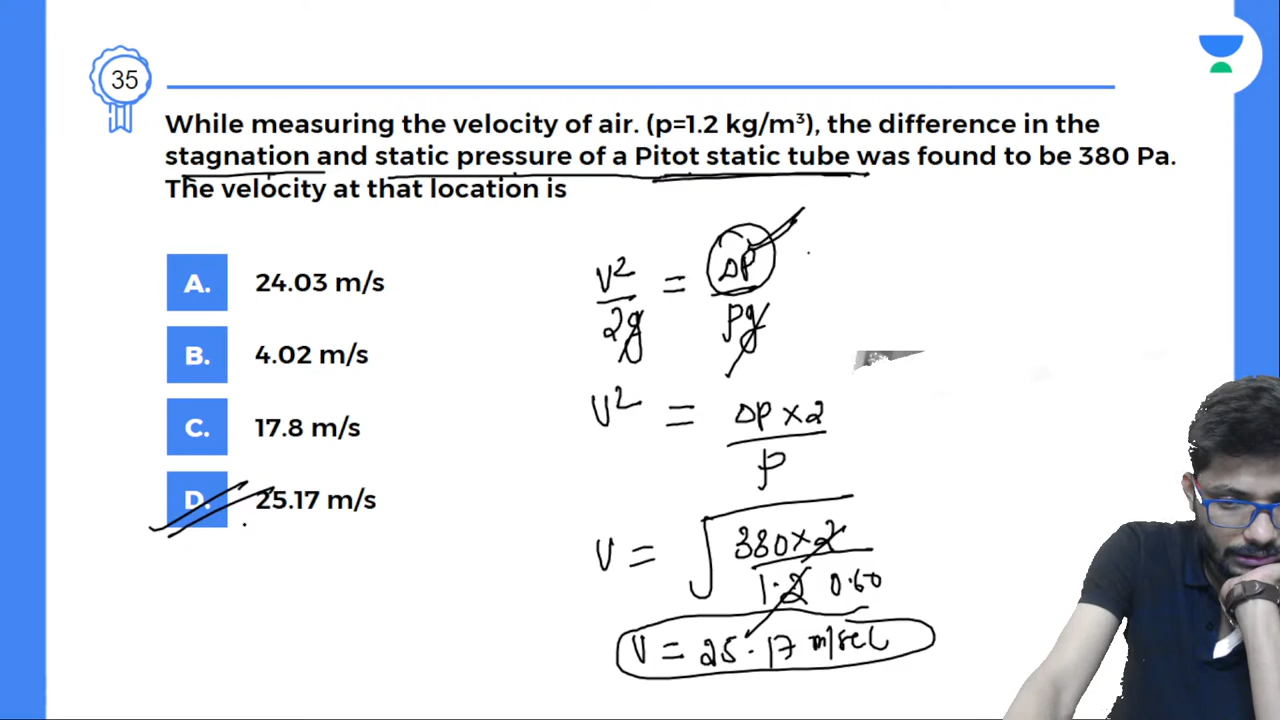 35
While measuring the velocity of air. (p=1.2 kg/m³), the difference in the
stagnation and static pressure of a Pitot static tube was found to be 380 Pa.
The velocity at that location is
A. 24.03 m/s
B. 4.02 m/s
C. 17.8 m/s
D. 25.17 m/s
V²/2g = ΔP/ρg
V² = ΔP×2/ρ
V = √380×2/1.2 0.60
V = 25.17 m/sec